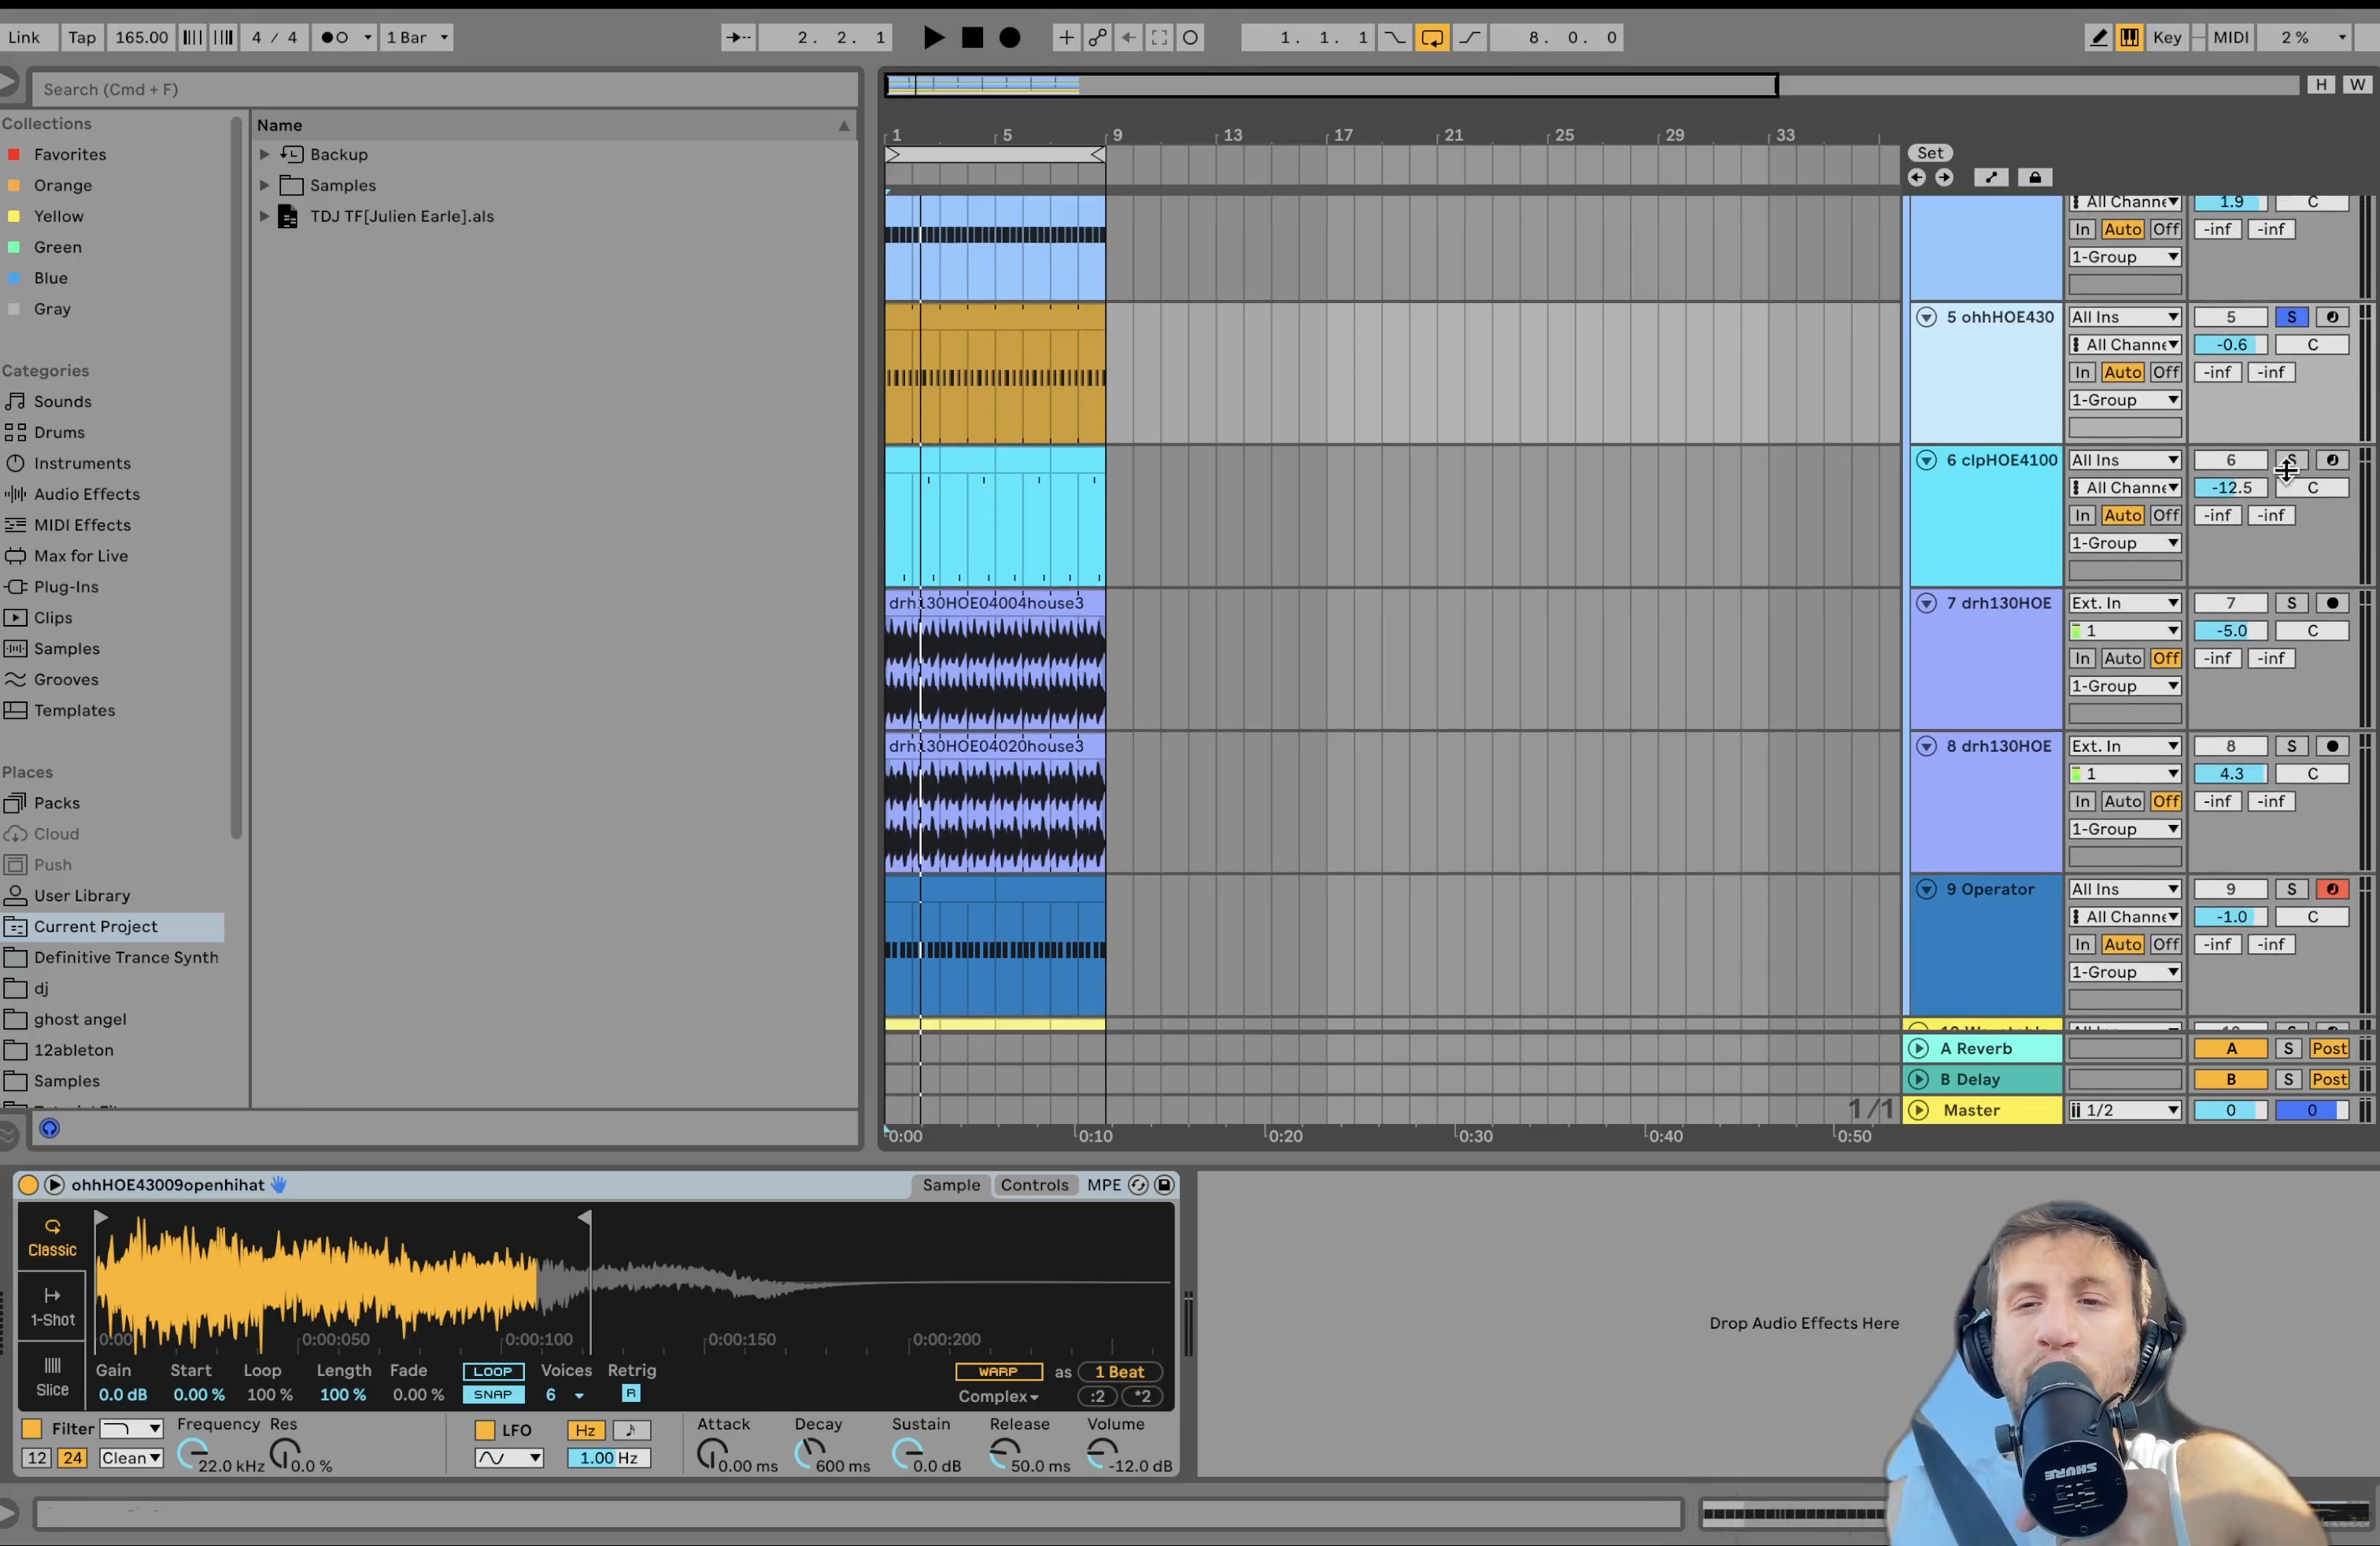 Link Tap 165.00 4 / 4 1 Bar 2. 2. 1 1. 1. 1 8. 0. 0 Key MIDI 2 %
Search (Cmd + F)
H W
Collections
Favorites
Orange
Yellow
Green
Blue
Gray
Categories
Sounds
Drums
Instruments
Audio Effects
MIDI Effects
Max for Live
Plug-Ins
Clips
Samples
Grooves
Templates
Places
Packs
Cloud
Push
User Library
Current Project
Definitive Trance Synth
dj
ghost angel
12ableton
Samples
Name
Backup
Samples
TDJ TF[Julien Earle].als
1 5 9 13 17 21 25 29 33
Set
All Channe 1.9 C
In Auto Off -inf -inf
1-Group
5 ohhHOE430 All Ins 5 S
All Channe -0.6 C
In Auto Off -inf -inf
1-Group
6 clpHOE4100 All Ins 6 S
All Channe -12.5 C
In Auto Off -inf -inf
1-Group
drh130HOE04004house3 7 drh130HOE Ext. In 7 S
1 -5.0 C
In Auto Off -inf -inf
1-Group
drh130HOE04020house3 8 drh130HOE Ext. In 8 S
1 4.3 C
In Auto Off -inf -inf
1-Group
9 Operator All Ins 9 S
All Channe -1.0 C
In Auto Off -inf -inf
1-Group
A Reverb A S Post
B Delay B S Post
1/1 Master 1/2 0 0
0:00 0:10 0:20 0:30 0:40 0:50
ohhHOE43009openhihat Sample Controls MPE
Classic
1-Shot
Slice
0:00 0:00:050 0:00:100 0:00:150 0:00:200
Gain Start Loop Length Fade LOOP Voices Retrig WARP as 1 Beat
0.0 dB 0.00 % 100 % 100 % 0.00 % SNAP 6 R Complex :2 *2
Filter Frequency Res LFO Hz Attack Decay Sustain Release Volume
12 24 Clean 22.0 kHz 0.0 % 1.00 Hz 0.00 ms 600 ms 0.0 dB 50.0 ms -12.0 dB
Drop Audio Effects Here
SHURE